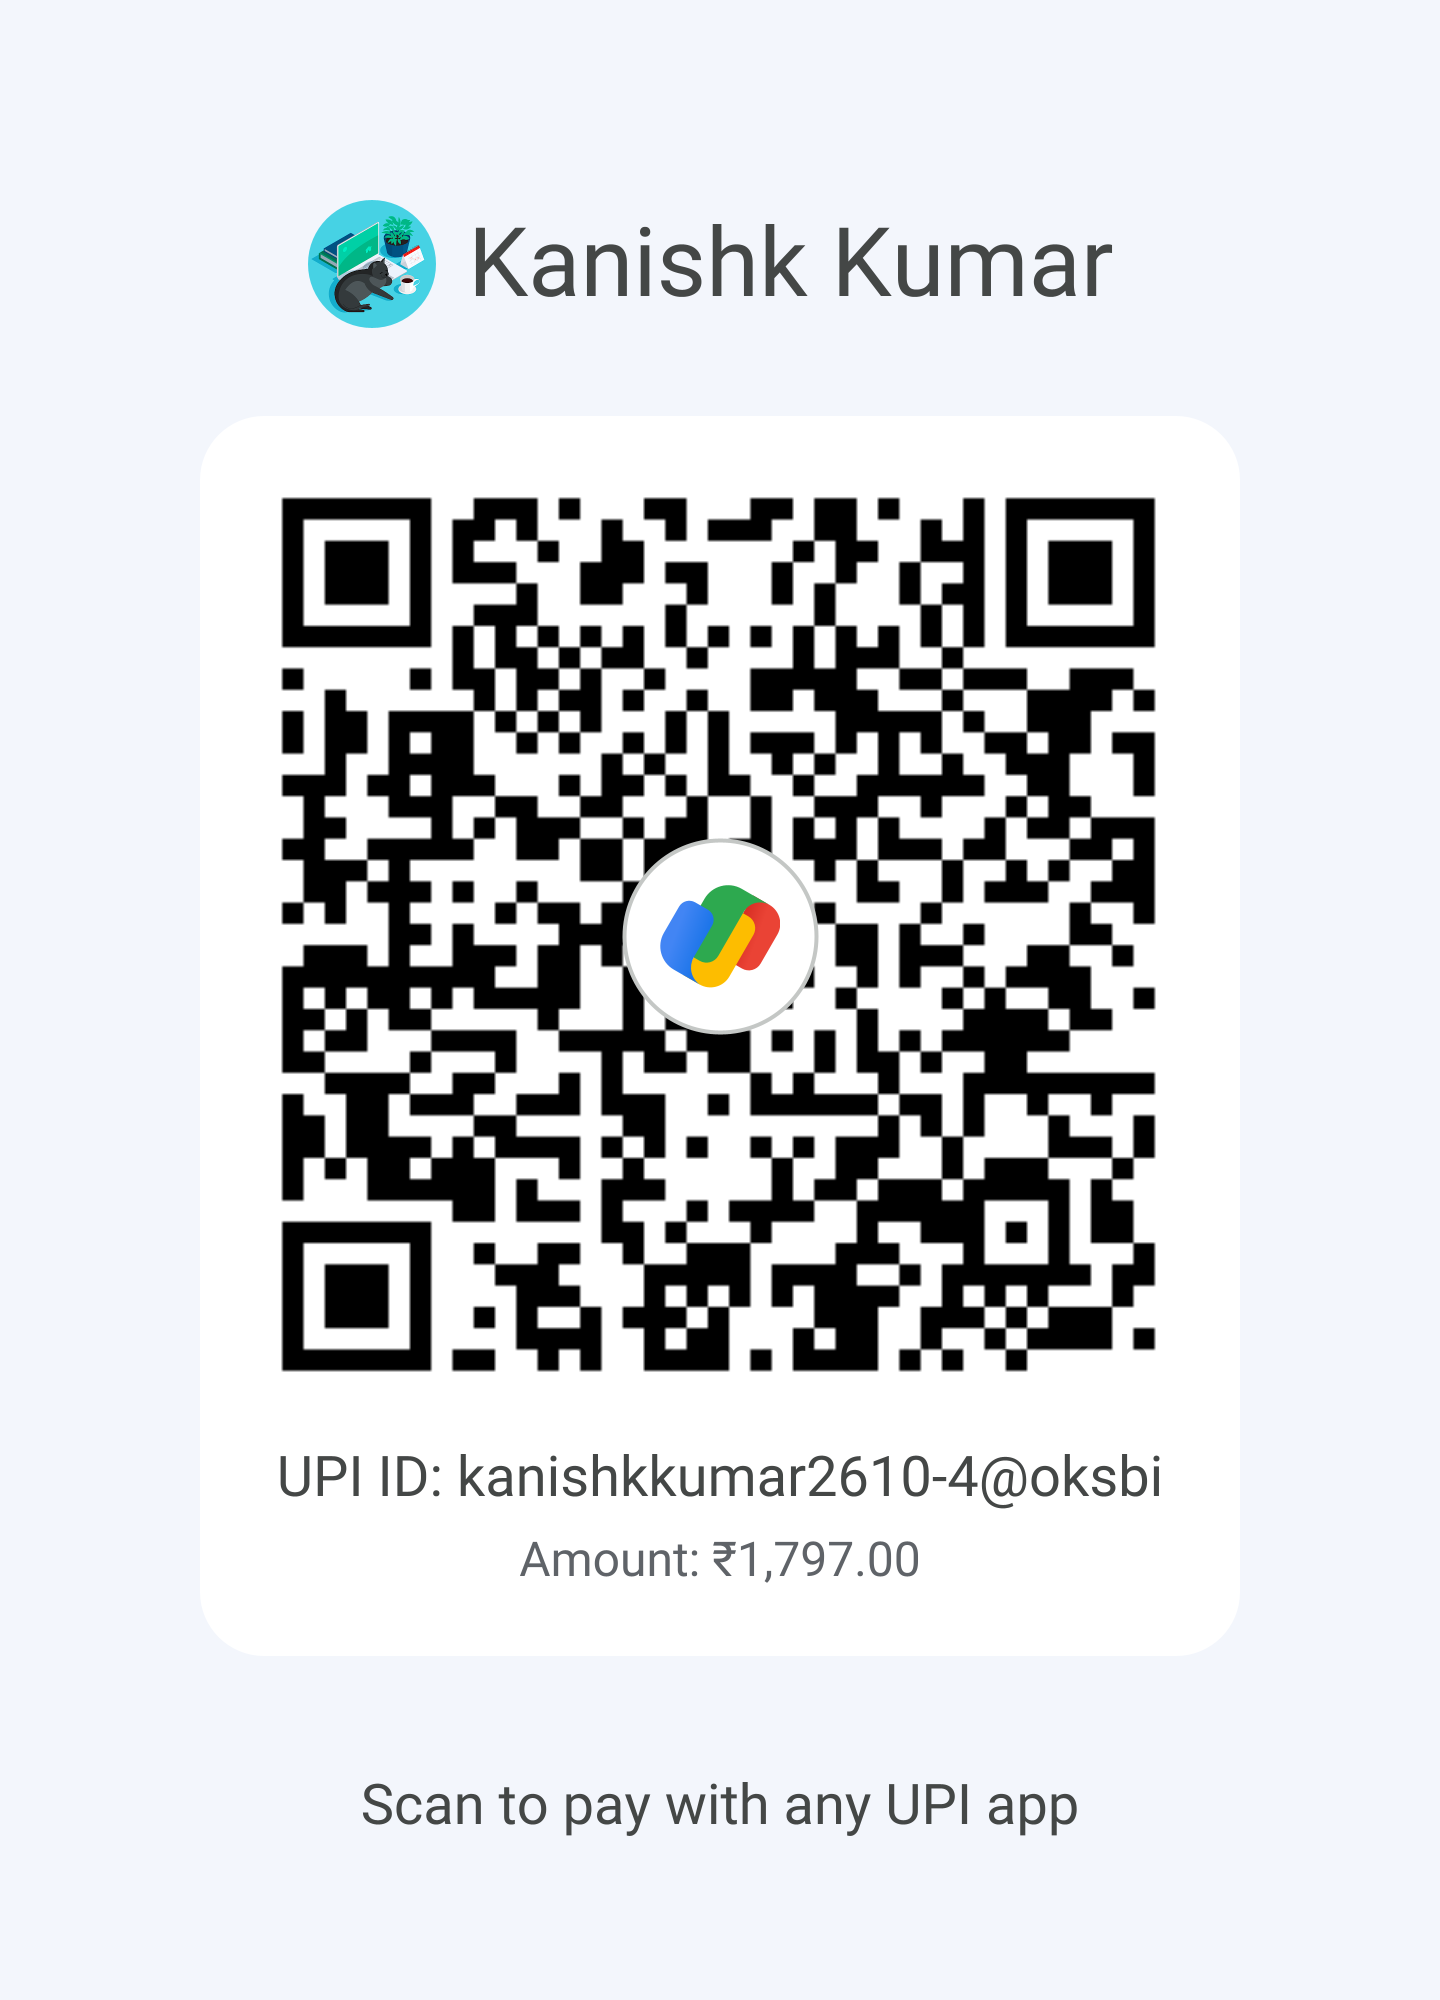 Kanishk Kumar
UPI ID: kanishkkumar2610-4@oksbi
Amount: ₹1,797.00
Scan to pay with any UPI app